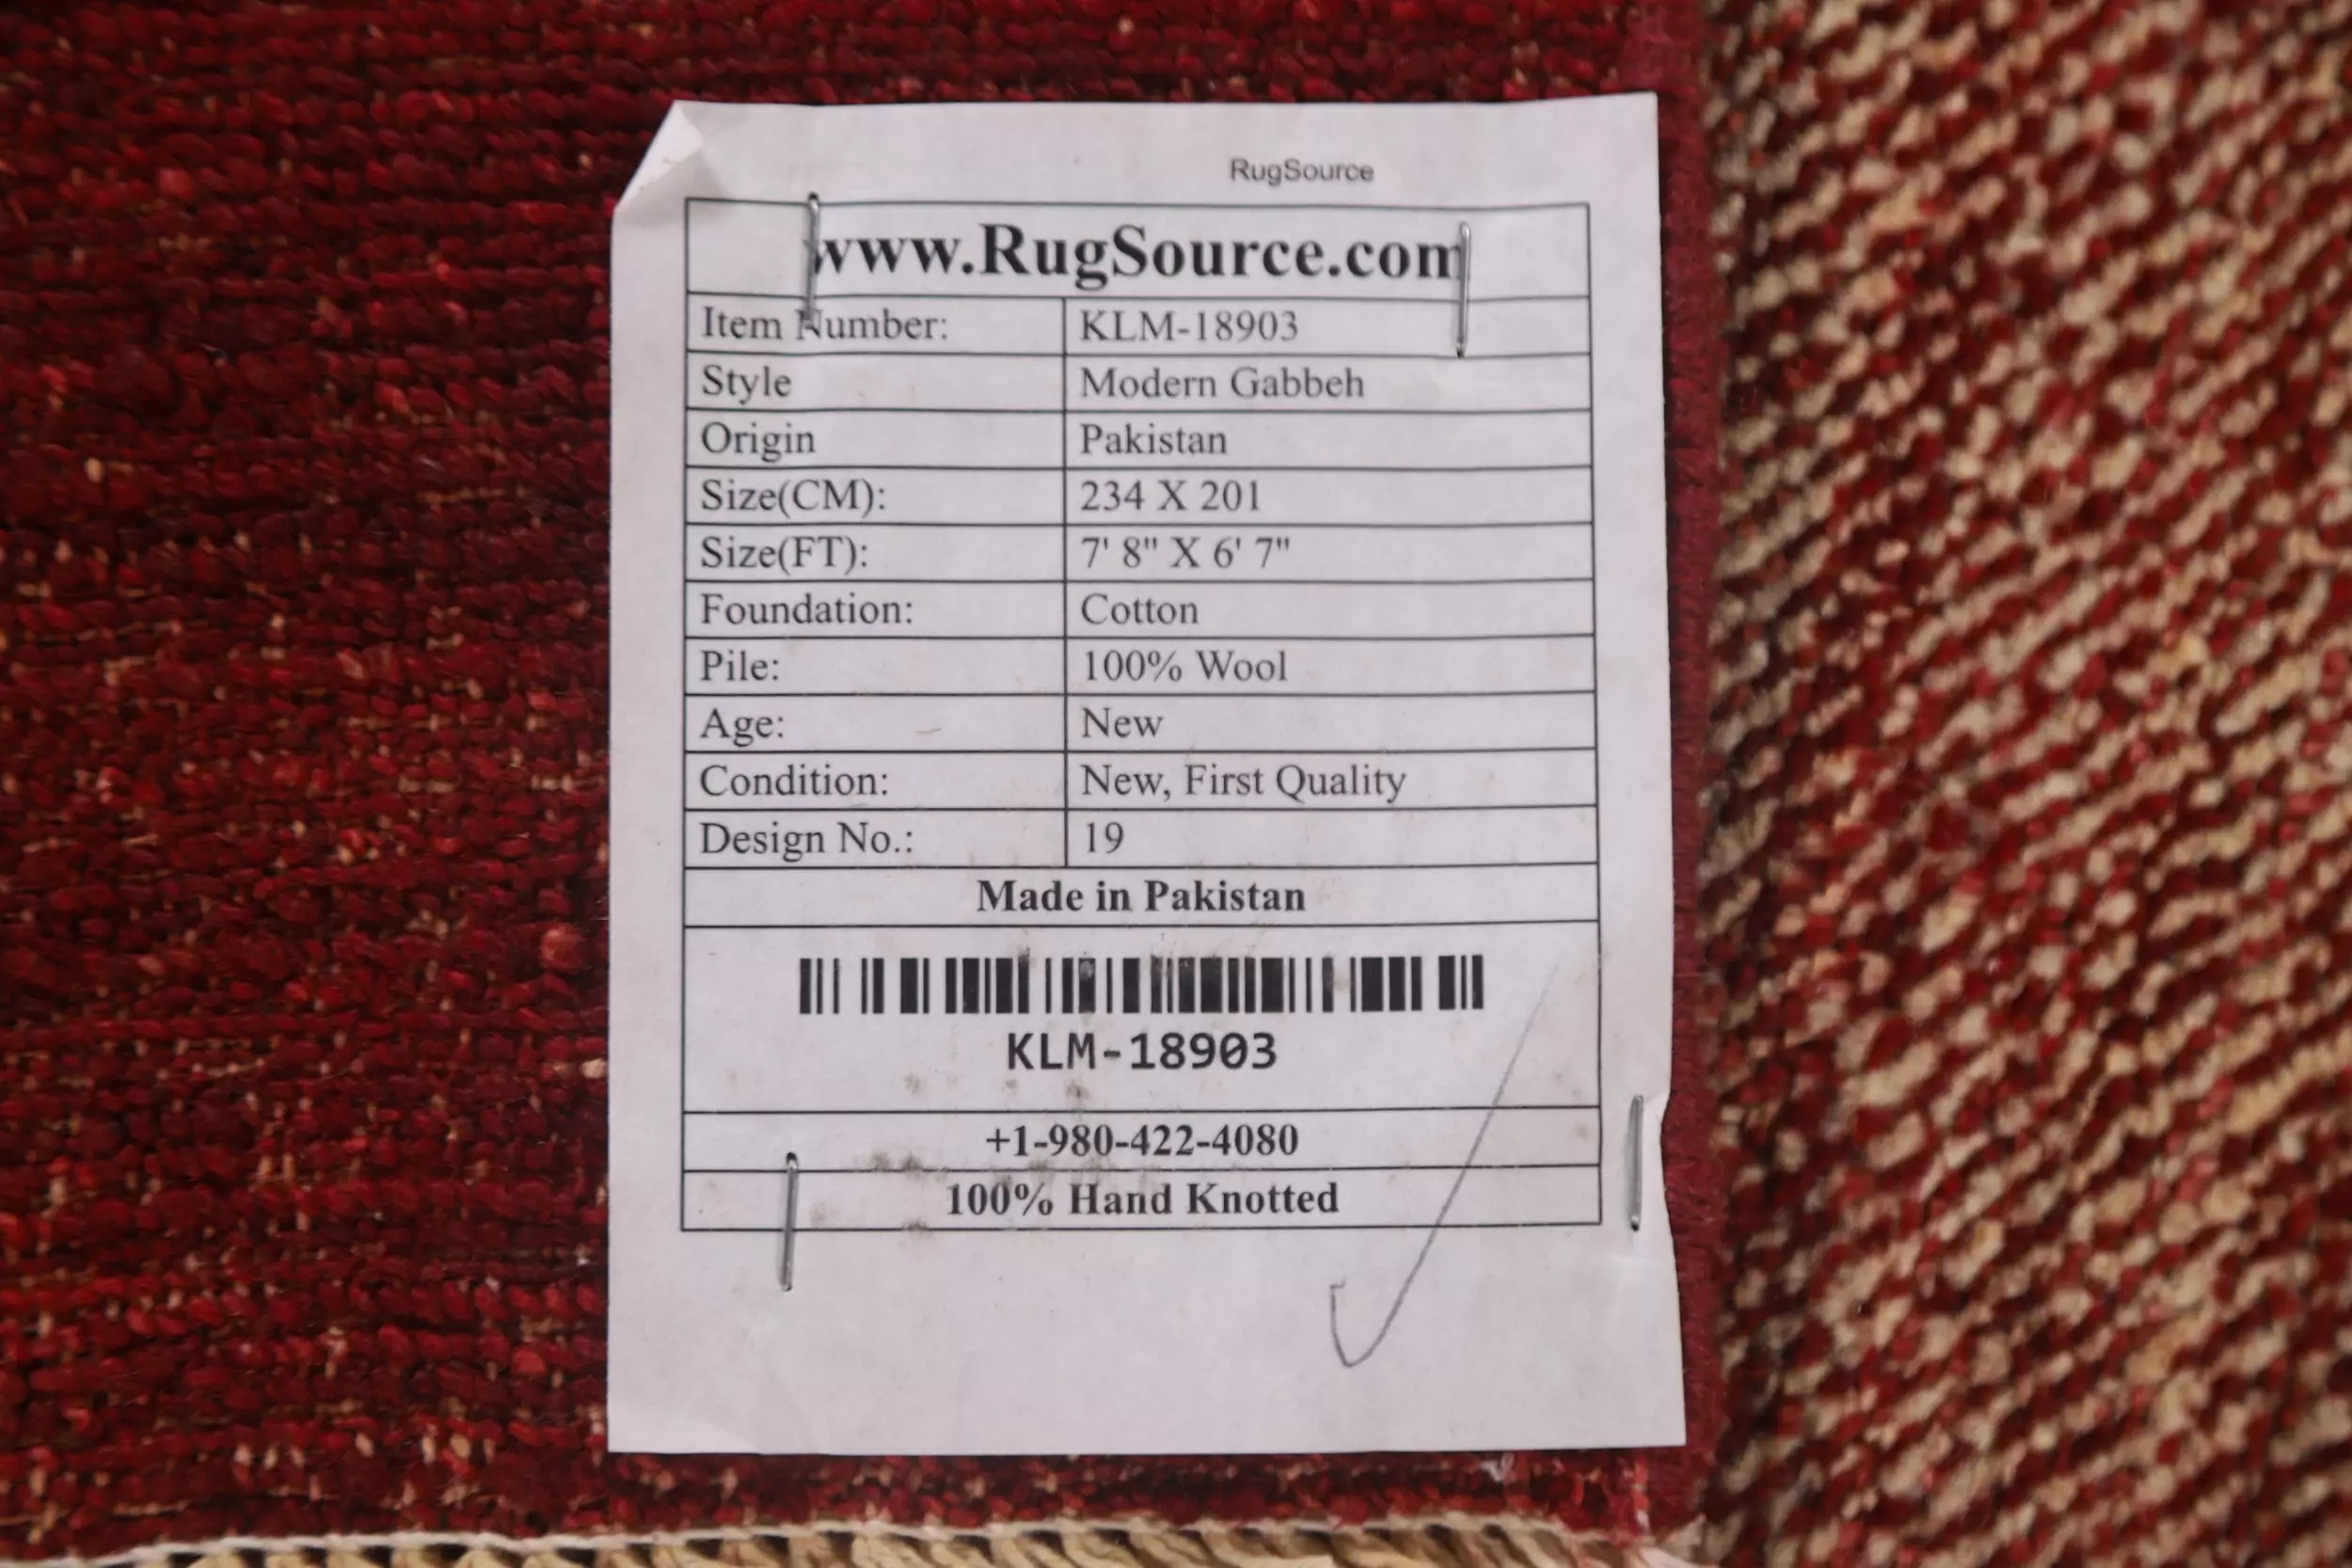 RugSource
www.RugSource.com
Item Number: KLM-18903
Style Modern Gabbeh
Origin Pakistan
Size(CM): 234 X 201
Size(FT): 7' 8" X 6' 7"
Foundation: Cotton
Pile: 100% Wool
Age: New
Condition: New, First Quality
Design No.: 19
Made in Pakistan
KLM-18903
+1-980-422-4080
100% Hand Knotted